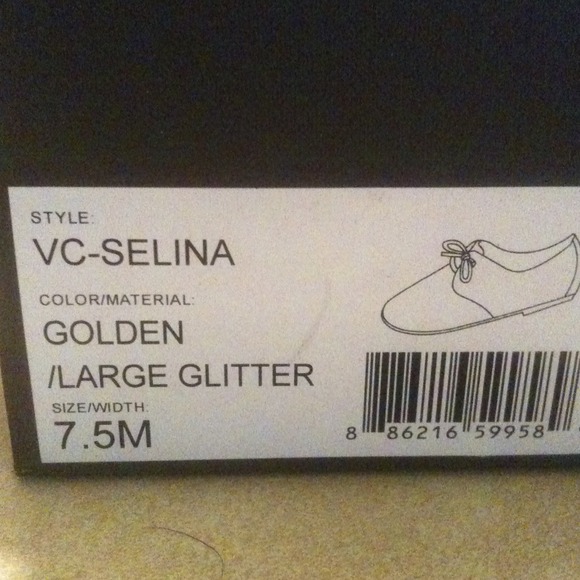 STYLE:
VC-SELINA
COLOR/MATERIAL:
GOLDEN
/LARGE GLITTER
SIZE/WIDTH:
7.5M
8 86216 59958